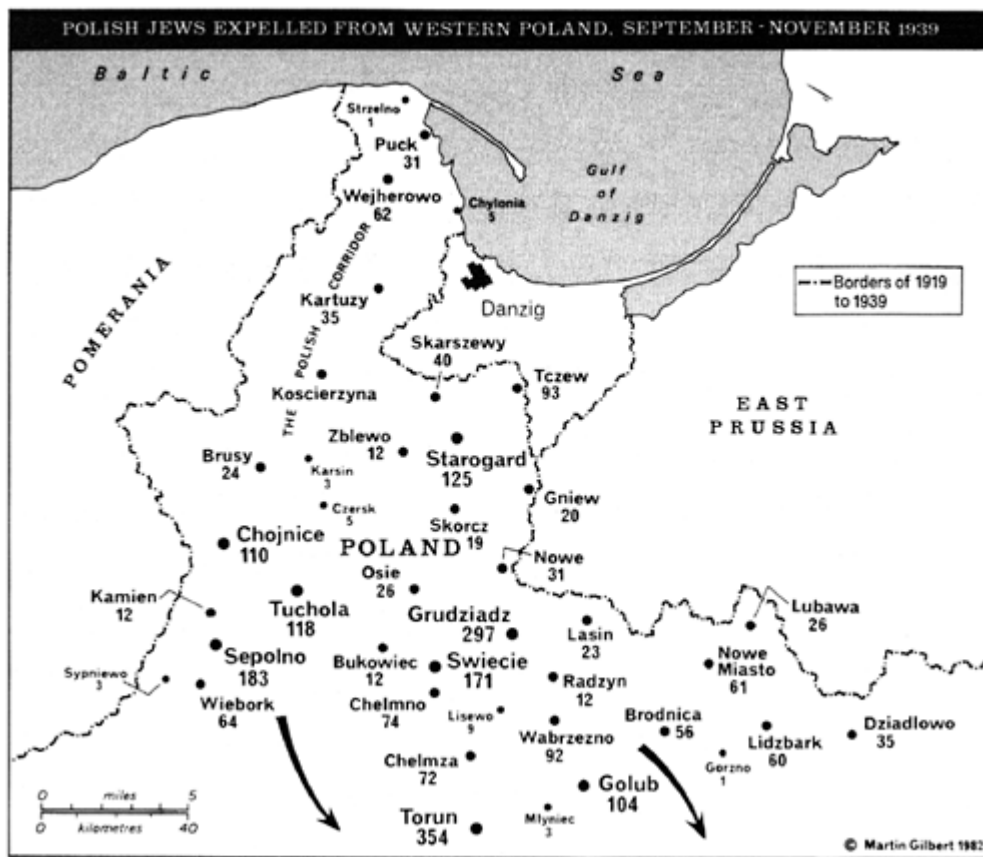 POLISH JEWS EXPELLED FROM WESTERN POLAND. SEPTEMBER - NOVEMBER 1939
Baltic
Sea
Strzelno
1
Puck
31
Wejherowo
62
Chylonia
5
Gulf
of
Danzig
POMERANIA
THE POLISH CORRIDOR
Kartuzy
35
Danzig
Borders of 1919
to 1939
Skarszewy
40
Tczew
93
Koscierzyna
EAST
PRUSSIA
Zblewo
12
Brusy
24
Karsin
3
Starogard
125
Czersk
5
Gniew
20
Skorcz
19
Chojnice
110
POLAND
Nowe
31
Osie
26
Kamien
12
Tuchola
118
Grudziadz
297
Lasin
23
Lubawa
26
Sepolno
183
Bukowiec
12
Swiecie
171
Nowe
Miasto
61
Sypniewo
3
Radzyn
12
Wiebork
64
Chelmno
74
Lisewo
9
Wabrzezno
92
Brodnica
56
Lidzbark
60
Dziadlowo
35
Gorzno
1
Chelmza
72
Golub
104
0 miles 5
0 kilometres 40
Torun
354
Mlyniec
3
© Martin Gilbert 1982